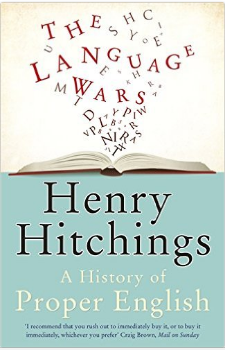 THE
LANGUAGE
WARS
Henry
Hitchings
A History of
Proper English
'I recommend that you rush out to immediately buy it, or to buy it
immediately, whichever you prefer' Craig Brown, Mail on Sunday